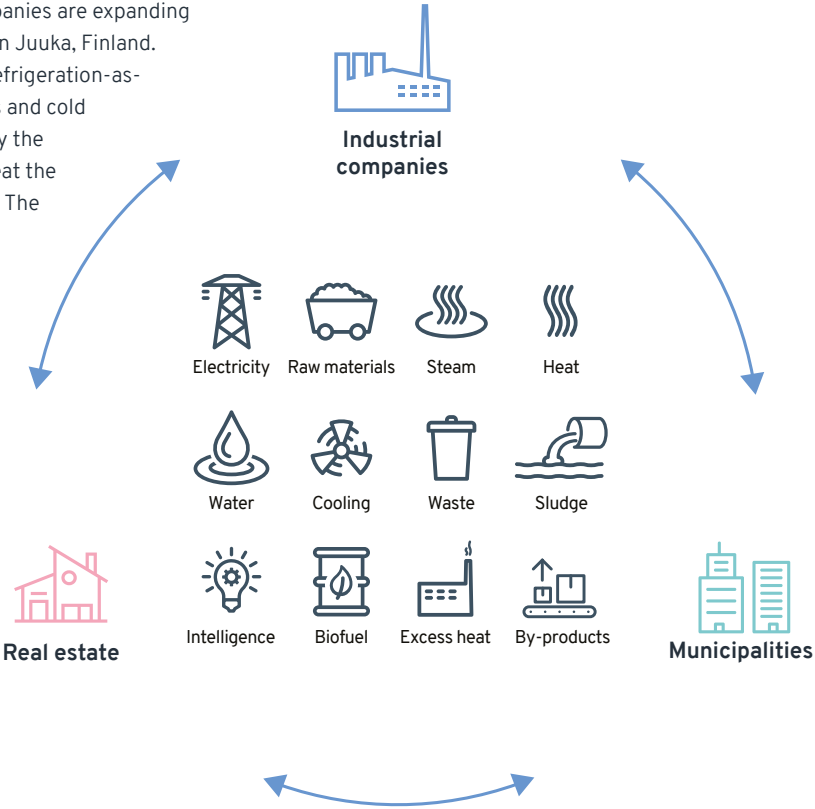 panies are expanding
n Juuka, Finland.
efrigeration-as-
and cold
y the
eat the
The
Industrial
companies
Electricity Raw materials Steam Heat
Water Cooling Waste Sludge
Intelligence Biofuel Excess heat By-products
Real estate
Municipalities